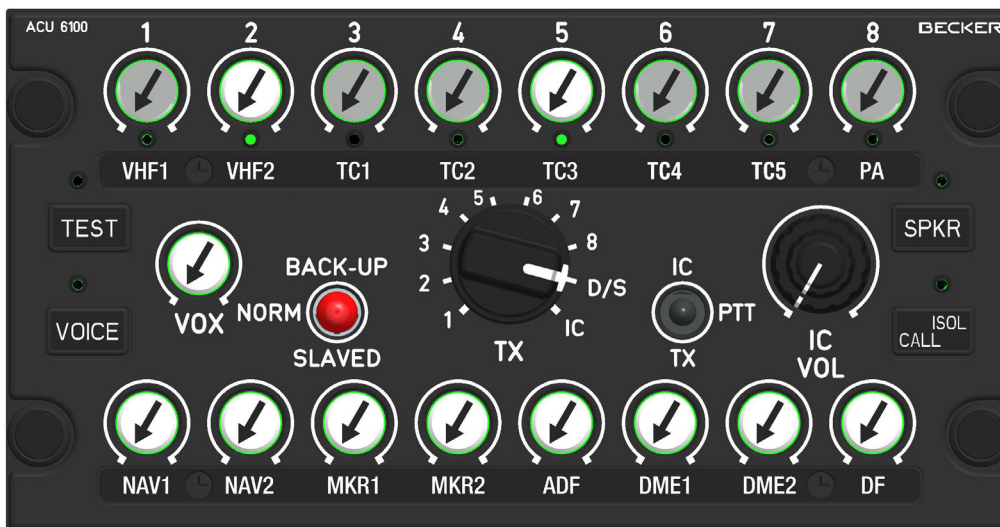 ACU 6100
BECKER
1 2 3 4 5 6 7 8
VHF1 VHF2 TC1 TC2 TC3 TC4 TC5 PA
TEST
VOICE
VOX
BACK-UP
NORM
SLAVED
1 2 3 4 5 6 7 8 D/S IC
TX
IC
PTT
TX
IC
VOL
SPKR
ISOL
CALL
NAV1 NAV2 MKR1 MKR2 ADF DME1 DME2 DF